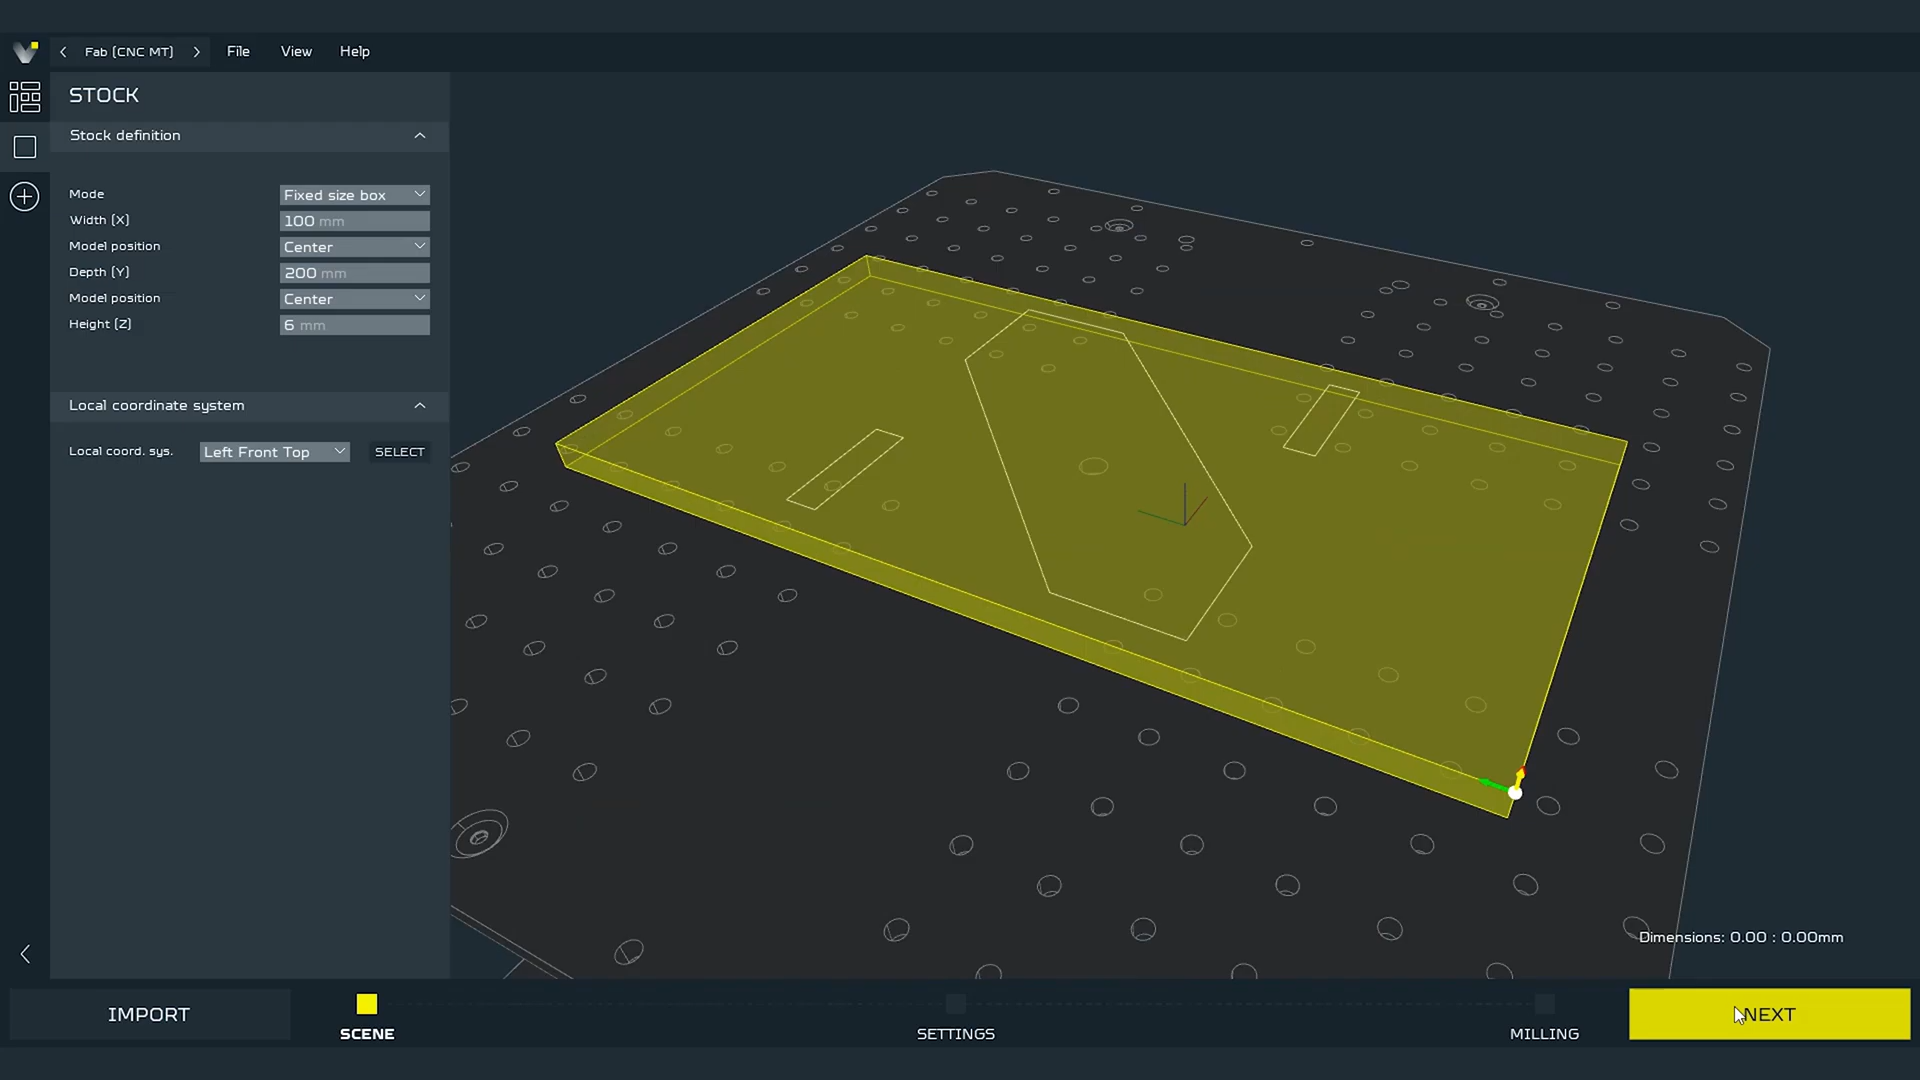 Fab (CNC MT) File View Help
STOCK
Stock definition
Mode Fixed size box
Width (X) 100 mm
Model position Center
Depth (Y) 200 mm
Model position Center
Height (Z) 6 mm
Local coordinate system
Local coord. sys. Left Front Top SELECT
Dimensions: 0.00 : 0.00mm
IMPORT
SCENE
SETTINGS
MILLING
NEXT